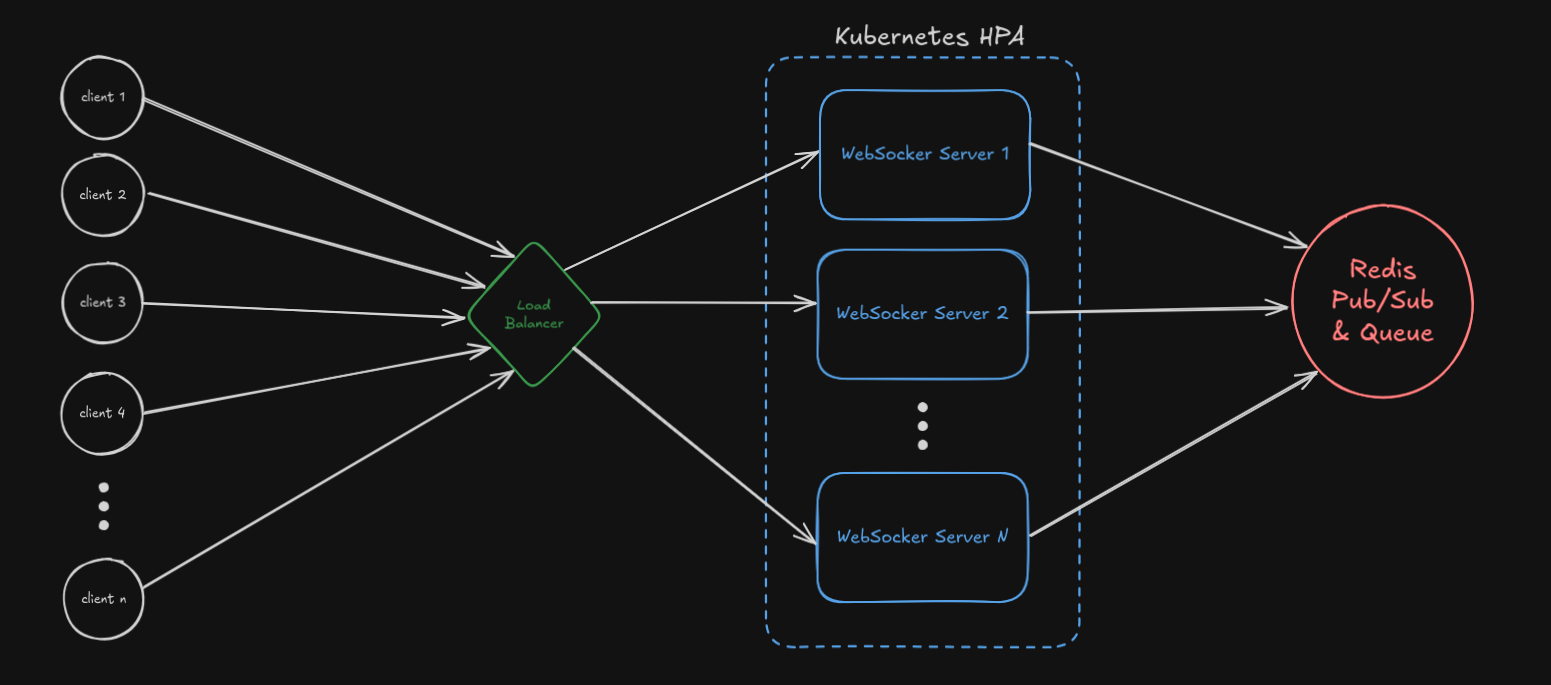 Kubernetes HPA
client 1
client 2
client 3
client 4
client n
Load
Balancer
WebSocker Server 1
WebSocker Server 2
WebSocker Server N
Redis
Pub/Sub
& Queue